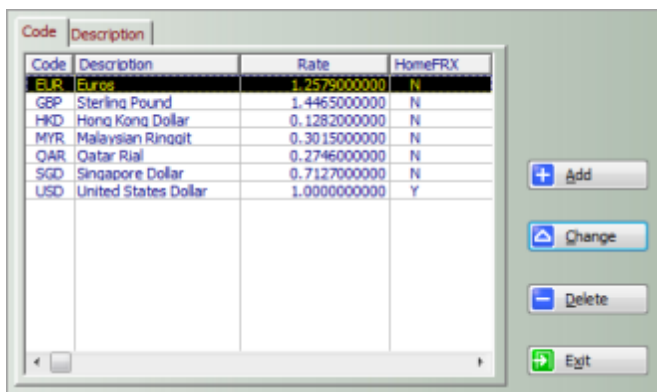 Code Description
Code Description Rate HomeFRX
EUR Euros 1.2579000000 N
GBP Sterling Pound 1.4465000000 N
HKD Hong Kong Dollar 0.1282000000 N
MYR Malaysian Ringgit 0.3015000000 N
QAR Qatar Rial 0.2746000000 N
SGD Singapore Dollar 0.7127000000 N
USD United States Dollar 1.0000000000 Y
Add
Change
Delete
Exit